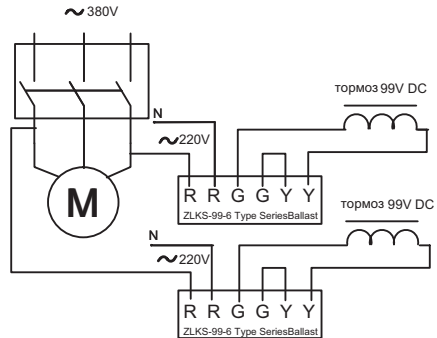 ~380V
тормоз 99V DC
N
~220V
R R G G Y Y
ZLKS-99-6 Type SeriesBallast
M
тормоз 99V DC
N
~220V
R R G G Y Y
ZLKS-99-6 Type SeriesBallast